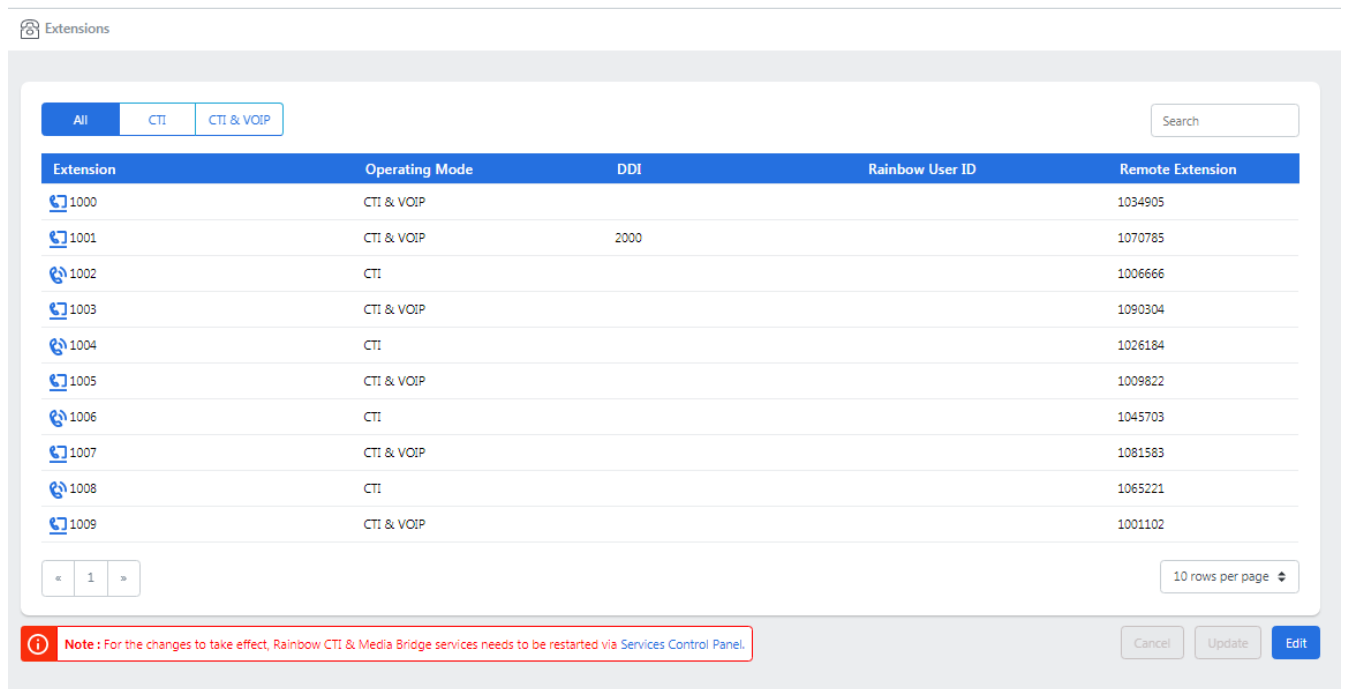 Extensions
All CTI CTI & VOIP Search
Extension Operating Mode DDI Rainbow User ID Remote Extension
1000 CTI & VOIP 1034905
1001 CTI & VOIP 2000 1070785
1002 CTI 1006666
1003 CTI & VOIP 1090304
1004 CTI 1026184
1005 CTI & VOIP 1009822
1006 CTI 1045703
1007 CTI & VOIP 1081583
1008 CTI 1065221
1009 CTI & VOIP 1001102
« 1 » 10 rows per page
Note : For the changes to take effect, Rainbow CTI & Media Bridge services needs to be restarted via Services Control Panel. Cancel Update Edit